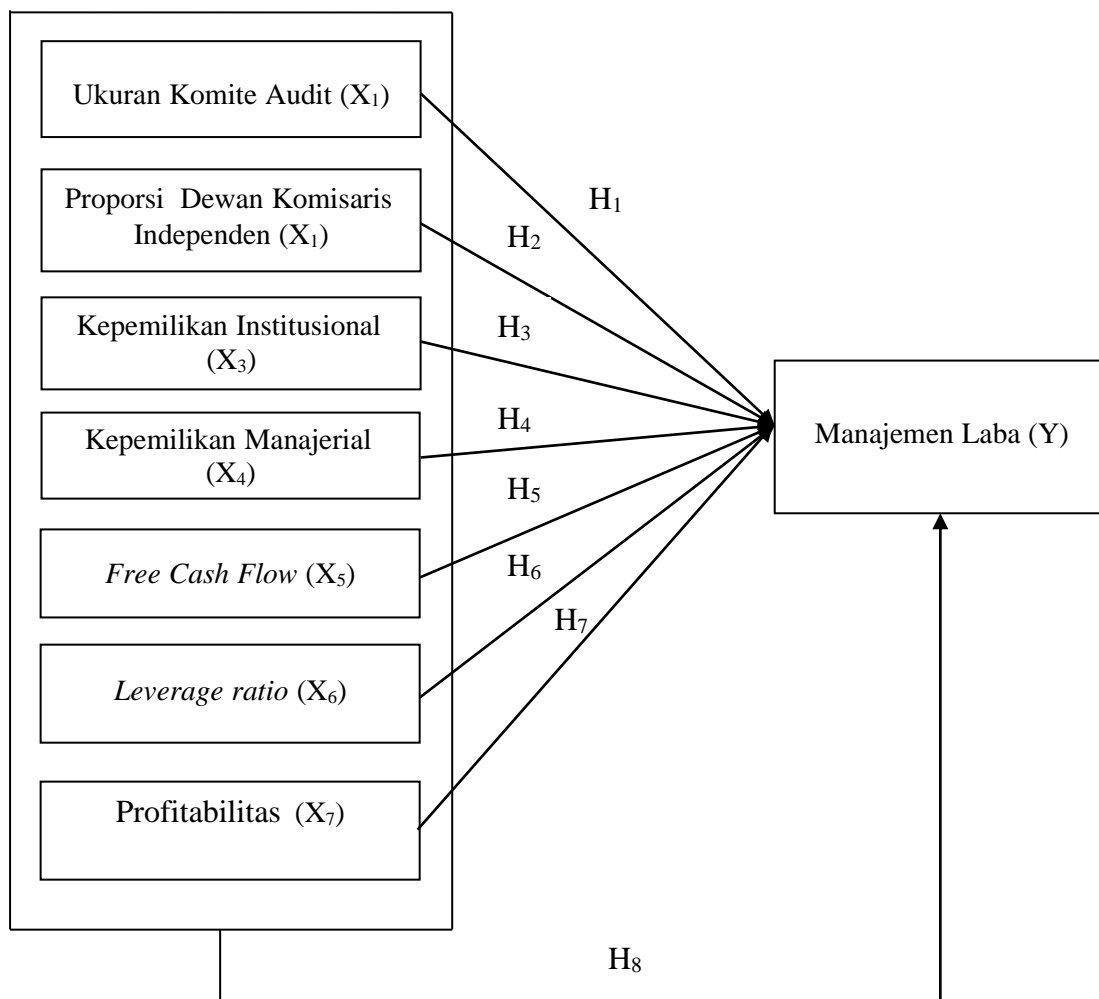 Ukuran Komite Audit (X₁)
Proporsi Dewan Komisaris
Independen (X₁)
Kepemilikan Institusional
(X₃)
Kepemilikan Manajerial
(X₄)
Free Cash Flow (X₅)
Leverage ratio (X₆)
Profitabilitas (X₇)
H₁
H₂
H₃
H₄
H₅
H₆
H₇
Manajemen Laba (Y)
H₈